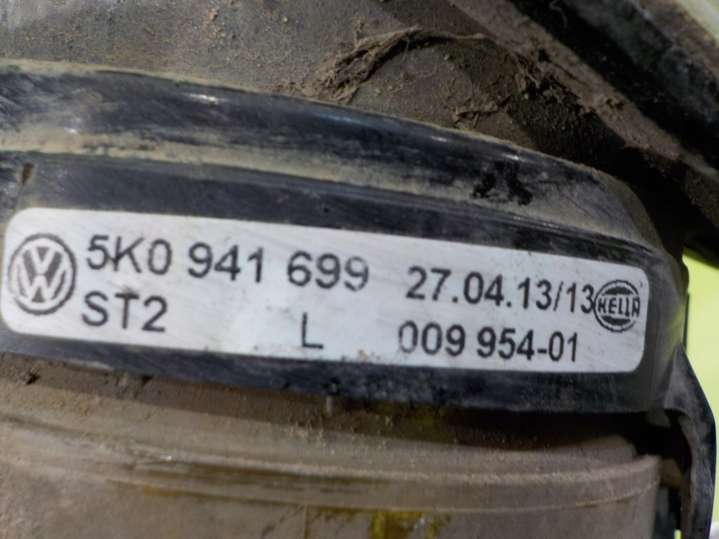 5K0 941 699 27.04.13/13 HELLA
ST2 L 009 954-01